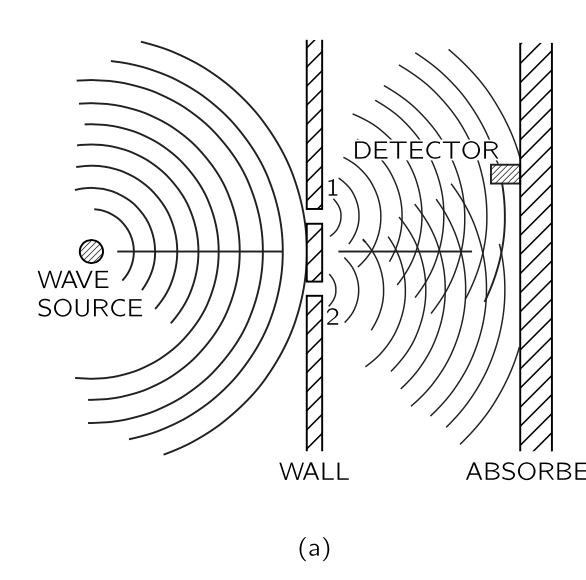 DETECTOR
1
WAVE
SOURCE
2
WALL
ABSORBE
(a)